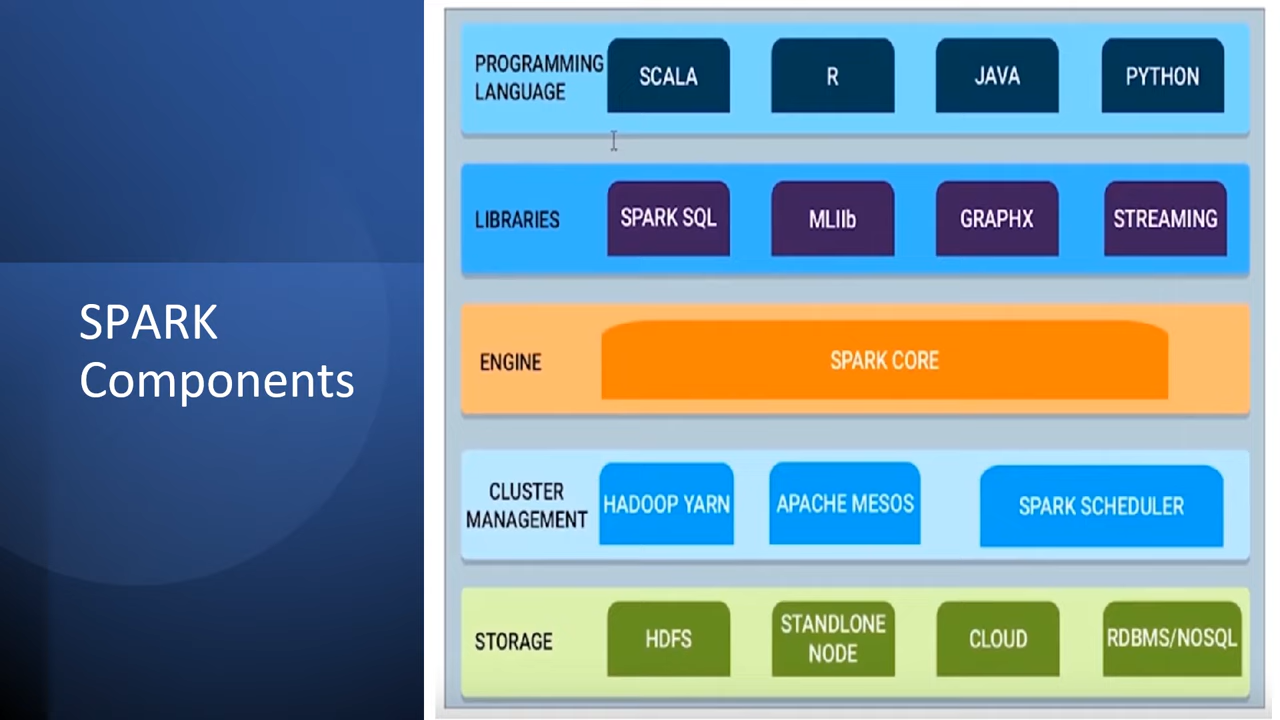 SPARK
Components
PROGRAMMING
LANGUAGE
SCALA
R
JAVA
PYTHON
LIBRARIES
SPARK SQL
MLIIb
GRAPHX
STREAMING
ENGINE
SPARK CORE
CLUSTER
MANAGEMENT
HADOOP YARN
APACHE MESOS
SPARK SCHEDULER
STORAGE
HDFS
STANDLONE
NODE
CLOUD
RDBMS/NOSQL